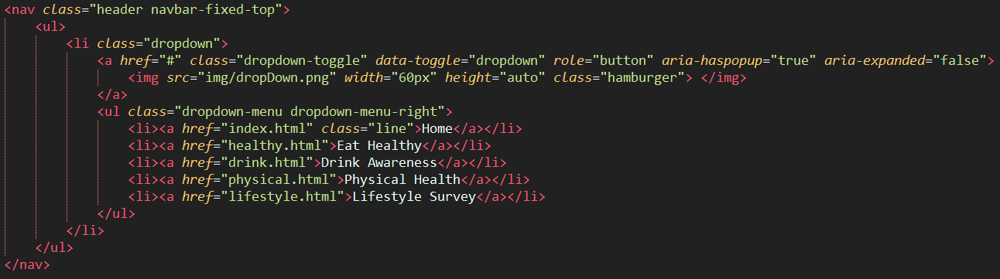 <nav class="header navbar-fixed-top">
    <ul>
        <li class="dropdown">
            <a href="#" class="dropdown-toggle" data-toggle="dropdown" role="button" aria-haspopup="true" aria-expanded="false">
                <img src="img/dropDown.png" width="60px" height="auto" class="hamburger"> </img>
            </a>
            <ul class="dropdown-menu dropdown-menu-right">
                <li><a href="index.html" class="line">Home</a></li>
                <li><a href="healthy.html">Eat Healthy</a></li>
                <li><a href="drink.html">Drink Awareness</a></li>
                <li><a href="physical.html">Physical Health</a></li>
                <li><a href="lifestyle.html">Lifestyle Survey</a></li>
            </ul>
        </li>
    </ul>
</nav>